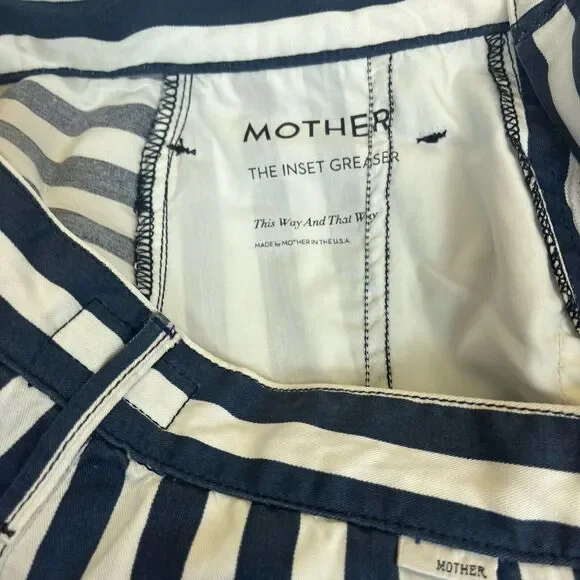 MOTHER
THE INSET GREASER
This Way And That Way
MADE by MOTHER IN THE U.S.A.
MOTHER